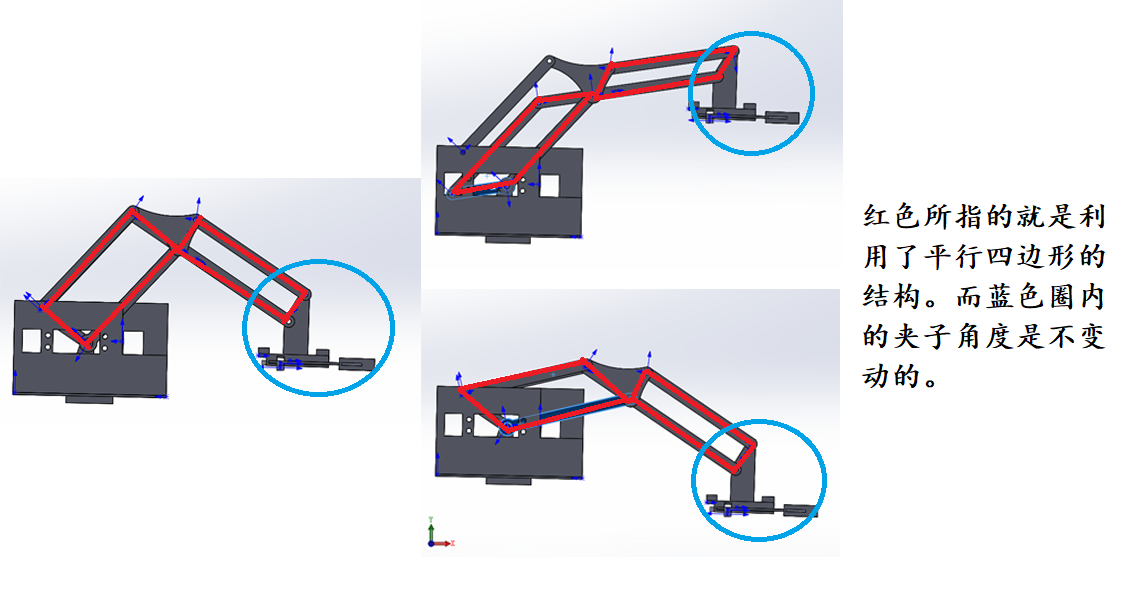 红色所指的就是利
用了平行四边形的
结构。而蓝色圈内
的夹子角度是不变
动的。